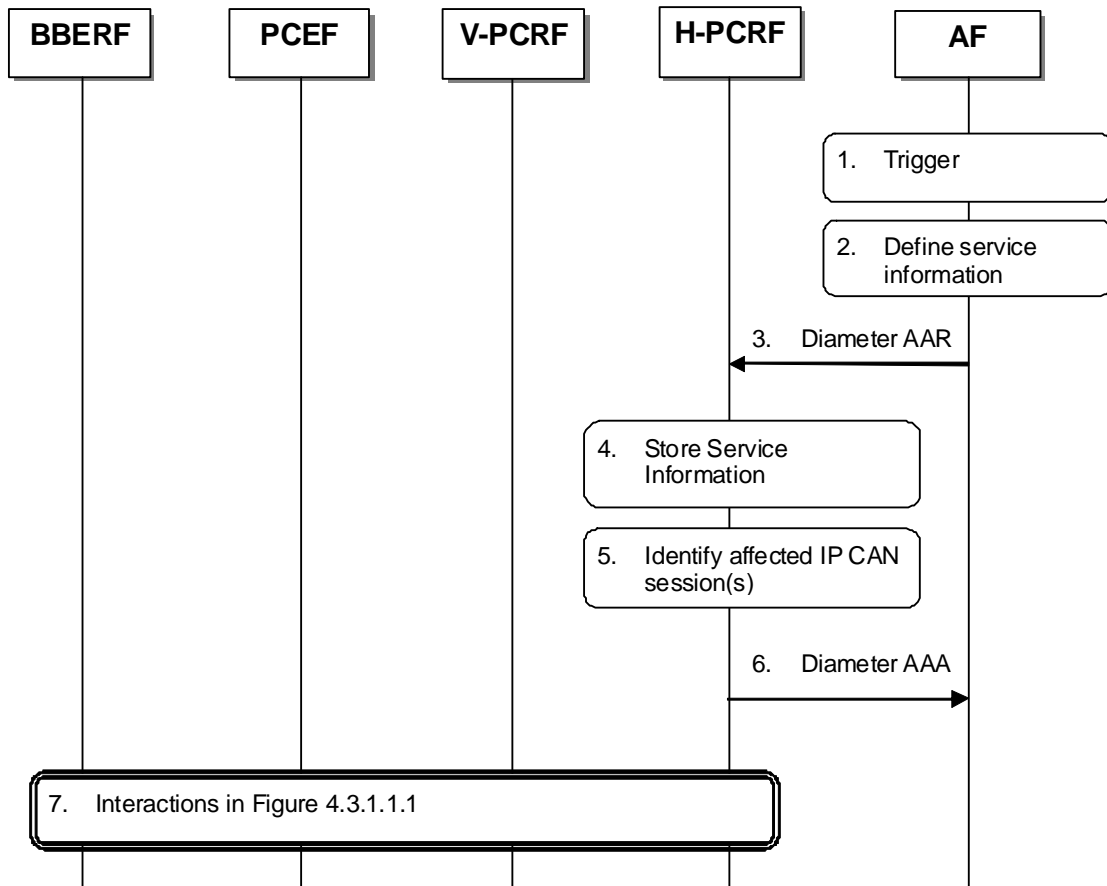 BBERF
PCEF
V-PCRF
H-PCRF
AF
1. Trigger
2. Define service
information
3. Diameter AAR
4. Store Service
Information
5. Identify affected IP CAN
session(s)
6. Diameter AAA
7. Interactions in Figure 4.3.1.1.1